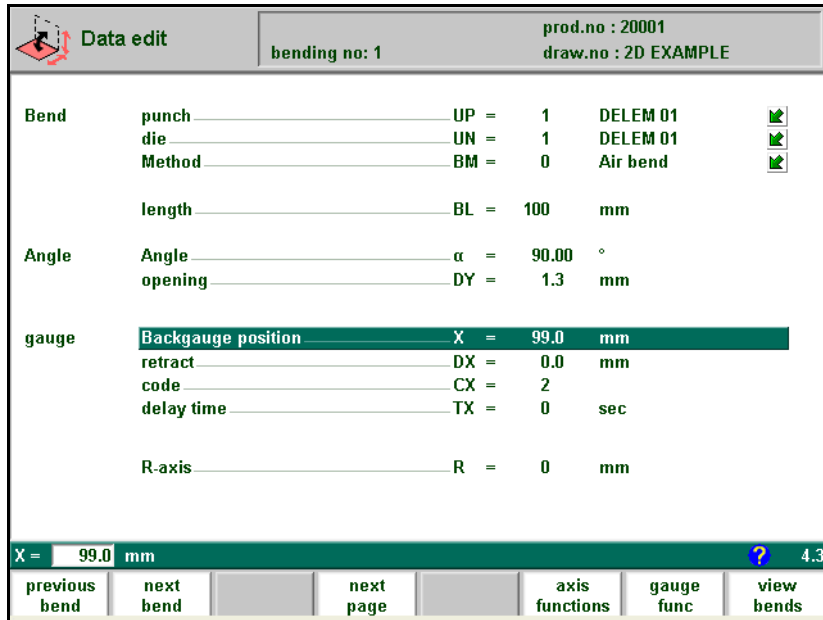 Data edit
bending no: 1
prod.no : 20001
draw.no : 2D EXAMPLE
Bend punch UP = 1 DELEM 01
die UN = 1 DELEM 01
Method BM = 0 Air bend
length BL = 100 mm
Angle Angle α = 90.00 °
opening DY = 1.3 mm
gauge Backgauge position X = 99.0 mm
retract DX = 0.0 mm
code CX = 2
delay time TX = 0 sec
R-axis R = 0 mm
X = 99.0 mm ? 4.3
previous bend
next bend
next page
axis functions
gauge func
view bends